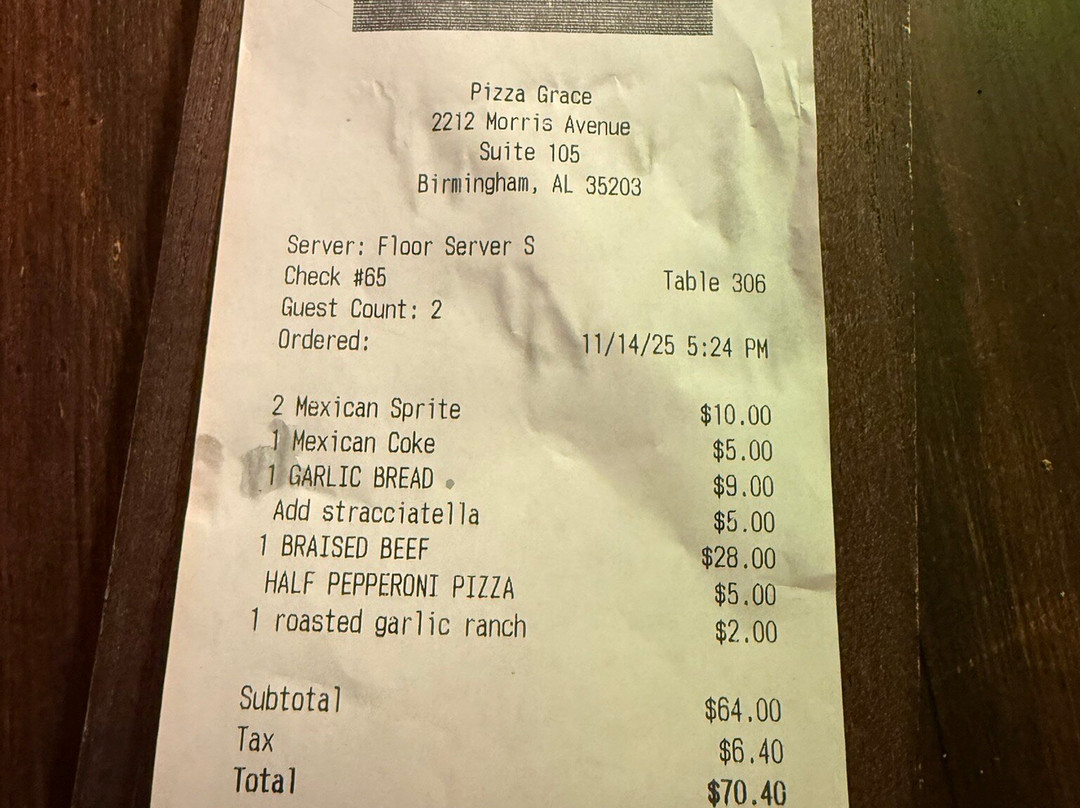 Pizza Grace
2212 Morris Avenue
Suite 105
Birmingham, AL 35203
Server: Floor Server S
Check #65 Table 306
Guest Count: 2
Ordered: 11/14/25 5:24 PM
2 Mexican Sprite $10.00
1 Mexican Coke $5.00
1 GARLIC BREAD $9.00
Add stracciatella $5.00
1 BRAISED BEEF $28.00
HALF PEPPERONI PIZZA $5.00
1 roasted garlic ranch $2.00
Subtotal $64.00
Tax $6.40
Total $70.40